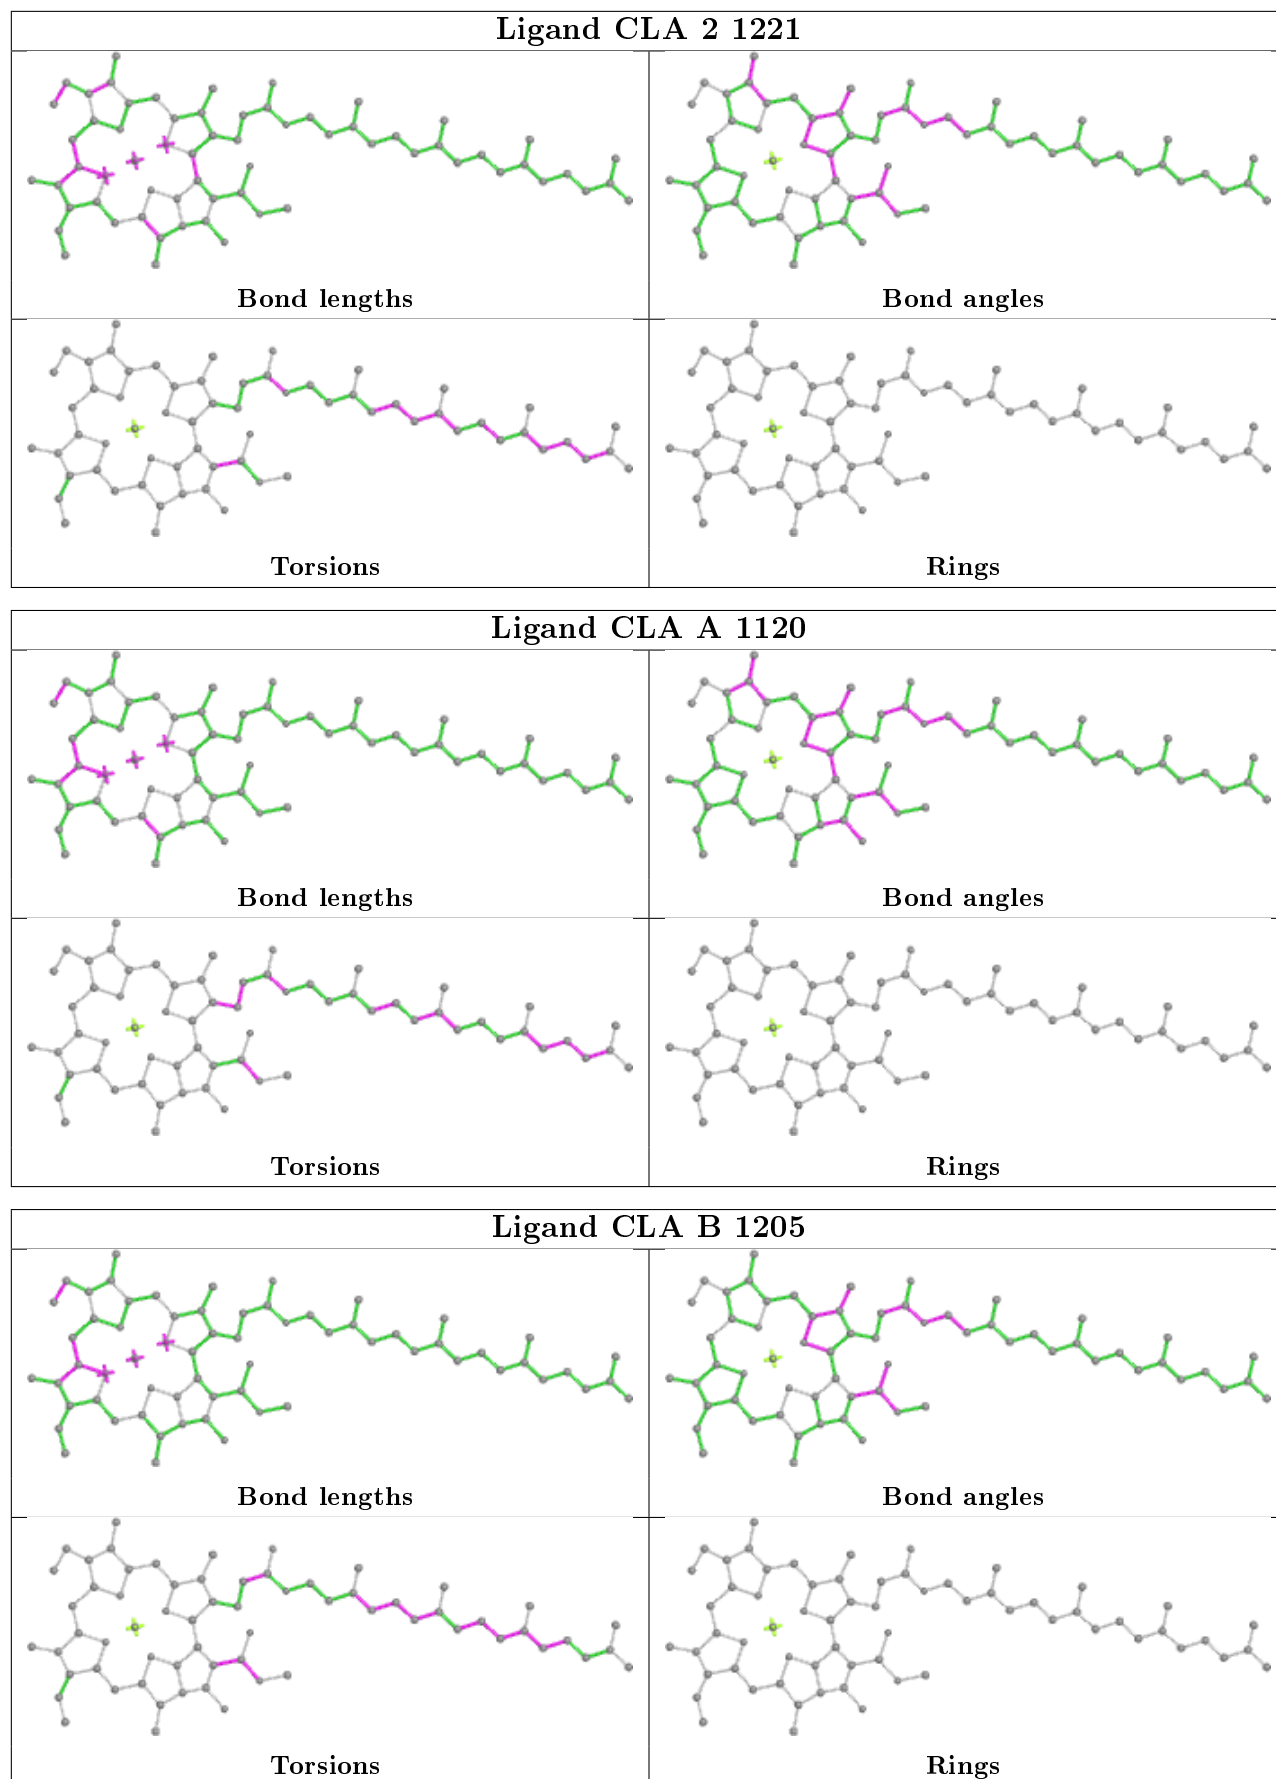 Ligand CLA 2 1221
Bond lengths
Bond angles
Torsions
Rings
Ligand CLA A 1120
Bond lengths
Bond angles
Torsions
Rings
Ligand CLA B 1205
Bond lengths
Bond angles
Torsions
Rings